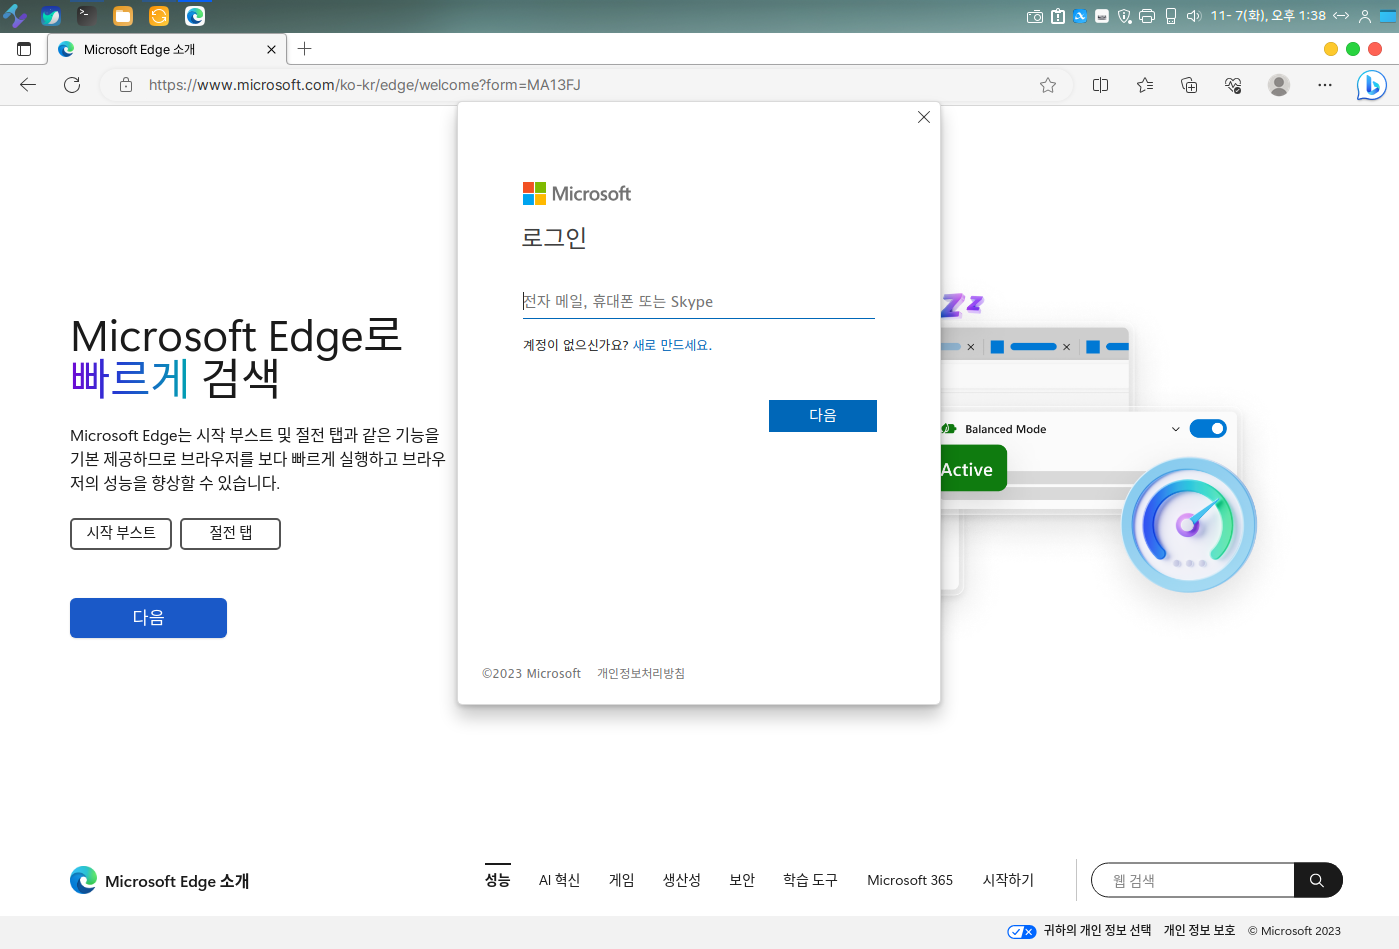 11- 7(화), 오후 1:38
Microsoft Edge 소개
https://www.microsoft.com/ko-kr/edge/welcome?form=MA13FJ
Microsoft
로그인
전자 메일, 휴대폰 또는 Skype
계정이 없으신가요? 새로 만드세요.
다음
©2023 Microsoft 개인정보처리방침
Microsoft Edge로
빠르게 검색
Microsoft Edge는 시작 부스트 및 절전 탭과 같은 기능을
기본 제공하므로 브라우저를 보다 빠르게 실행하고 브라우
저의 성능을 향상할 수 있습니다.
시작 부스트 절전 탭
다음
Zz
Balanced Mode
Active
Microsoft Edge 소개
성능 AI 혁신 게임 생산성 보안 학습 도구 Microsoft 365 시작하기
웹 검색
귀하의 개인 정보 선택 개인 정보 보호 © Microsoft 2023